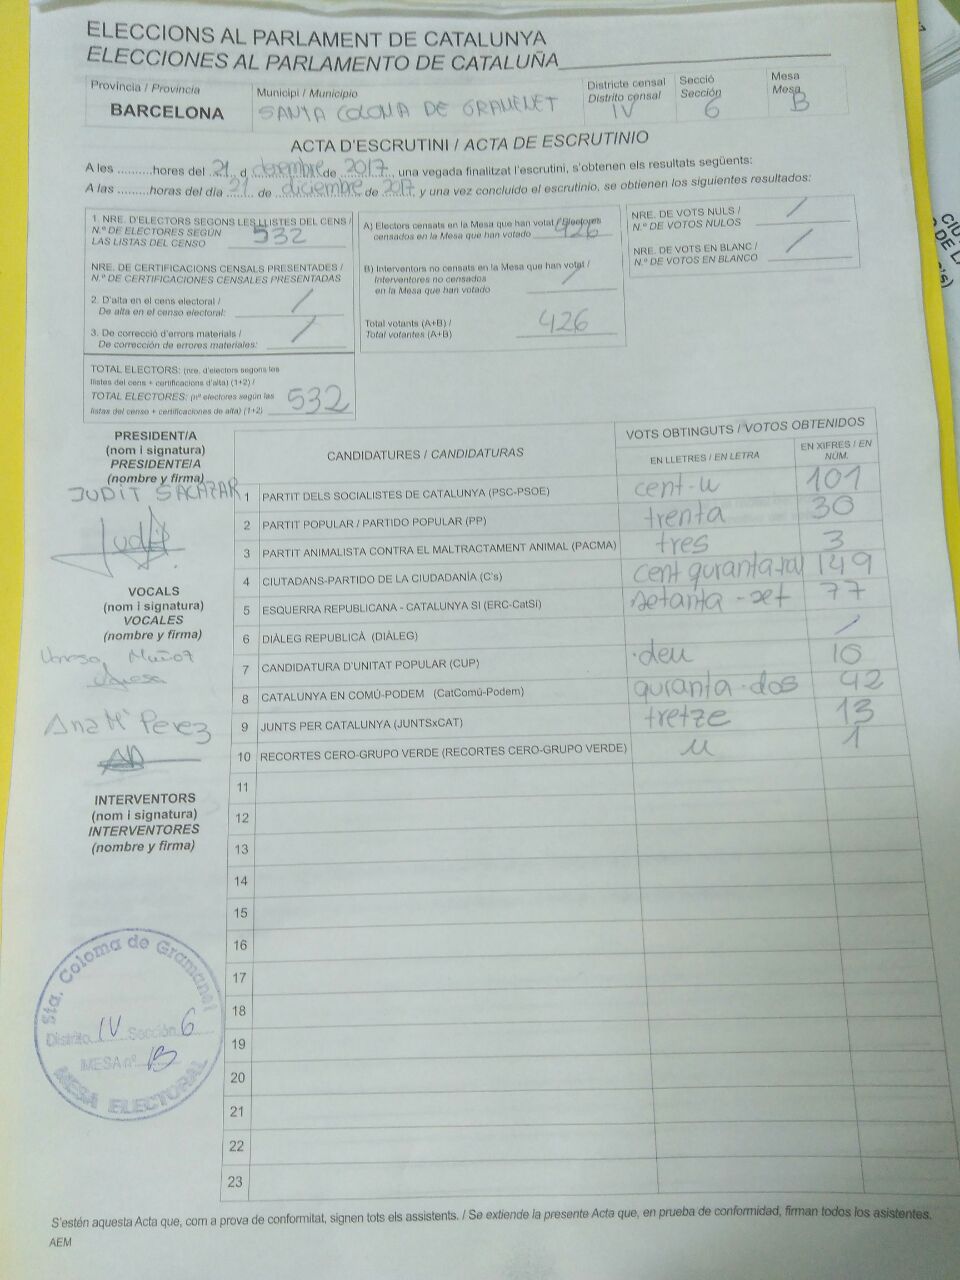 ELECCIONS AL PARLAMENT DE CATALUNYA
ELECCIONES AL PARLAMENTO DE CATALUÑA
Província / Provincia
BARCELONA
Municipi / Municipio
SANTA COLOMA DE GRAMENET
Districte censal
Distrito censal
IV
Secció
Sección
6
Mesa
Mesa
B
ACTA D'ESCRUTINI / ACTA DE ESCRUTINIO
A les ..........hores del 21 d desembre de 2017, una vegada finalitzat l'escrutini, s'obtenen els resultats següents:
A las ..........horas del día 21 de diciembre de 2017 y una vez concluido el escrutinio, se obtienen los siguientes resultados:
1. NRE. D'ELECTORS SEGONS LES LLISTES DEL CENS /
N.º DE ELECTORES SEGÚN
LAS LISTAS DEL CENSO 532
NRE. DE CERTIFICACIONS CENSALS PRESENTADES /
N.º DE CERTIFICACIONES CENSALES PRESENTADAS
2. D'alta en el cens electoral /
De alta en el censo electoral: /
3. De correcció d'errors materials /
De corrección de errores materiales: /
TOTAL ELECTORS: (nre. d'electors segons les
llistes del cens + certificacions d'alta) (1+2) /
TOTAL ELECTORES: (nº electores según las
listas del censo + certificaciones de alta) (1+2) 532
A) Electors censats en la Mesa que han votat / Electores
censados en la Mesa que han votado 426
B) Interventors no censats en la Mesa que han votat /
Interventores no censados
en la Mesa que han votado /
Total votants (A+B) /
Total votantes (A+B) 426
NRE. DE VOTS NULS /
N.º DE VOTOS NULOS /
NRE. DE VOTS EN BLANC /
N.º DE VOTOS EN BLANCO /
PRESIDENT/A
(nom i signatura)
PRESIDENTE/A
(nombre y firma)
JUDIT SALAZAR
Judit
VOCALS
(nom i signatura)
VOCALES
(nombre y firma)
Vanesa Muñoz
Vanesa
Ana Mª Perez
INTERVENTORS
(nom i signatura)
INTERVENTORES
(nombre y firma)
CANDIDATURES / CANDIDATURAS
VOTS OBTINGUTS / VOTOS OBTENIDOS
EN LLETRES / EN LETRA
EN XIFRES / EN NÚM.
1 PARTIT DELS SOCIALISTES DE CATALUNYA (PSC-PSOE) cent-u 101
2 PARTIT POPULAR / PARTIDO POPULAR (PP) trenta 30
3 PARTIT ANIMALISTA CONTRA EL MALTRACTAMENT ANIMAL (PACMA) tres 3
4 CIUTADANS-PARTIDO DE LA CIUDADANÍA (C's) cent quranta 149
5 ESQUERRA REPUBLICANA - CATALUNYA SI (ERC-CatSI) setanta-set 77
6 DIÀLEG REPUBLICÀ (DIÀLEG) /
7 CANDIDATURA D'UNITAT POPULAR (CUP) deu 10
8 CATALUNYA EN COMÚ-PODEM (CatComú-Podem) quranta-dos 42
9 JUNTS PER CATALUNYA (JUNTSxCAT) tretze 13
10 RECORTES CERO-GRUPO VERDE (RECORTES CERO-GRUPO VERDE) u 1
11
12
13
14
15
16
17
18
19
20
21
22
23
Sta. Coloma de Gramanet
Distrito IV Sección 6
MESA nº B
MESA ELECTORAL
S'estén aquesta Acta que, com a prova de conformitat, signen tots els assistents. / Se extiende la presente Acta que, en prueba de conformidad, firman todos los asistentes.
AEM